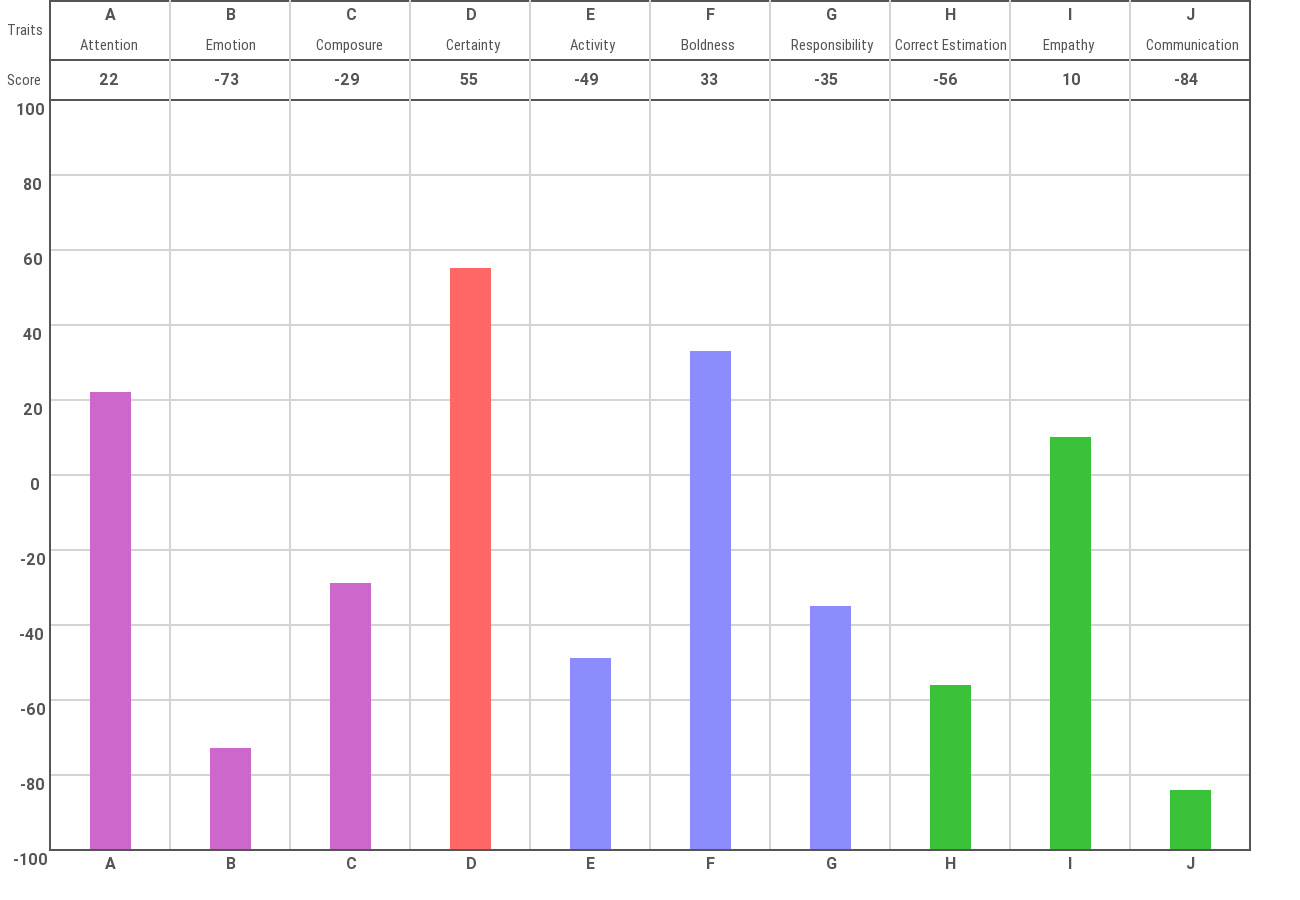 A B C D E F G H I J
Traits
Attention Emotion Composure Certainty Activity Boldness Responsibility Correct Estimation Empathy Communication
Score 22 -73 -29 55 -49 33 -35 -56 10 -84
100
80
60
40
20
0
-20
-40
-60
-80
-100
A B C D E F G H I J